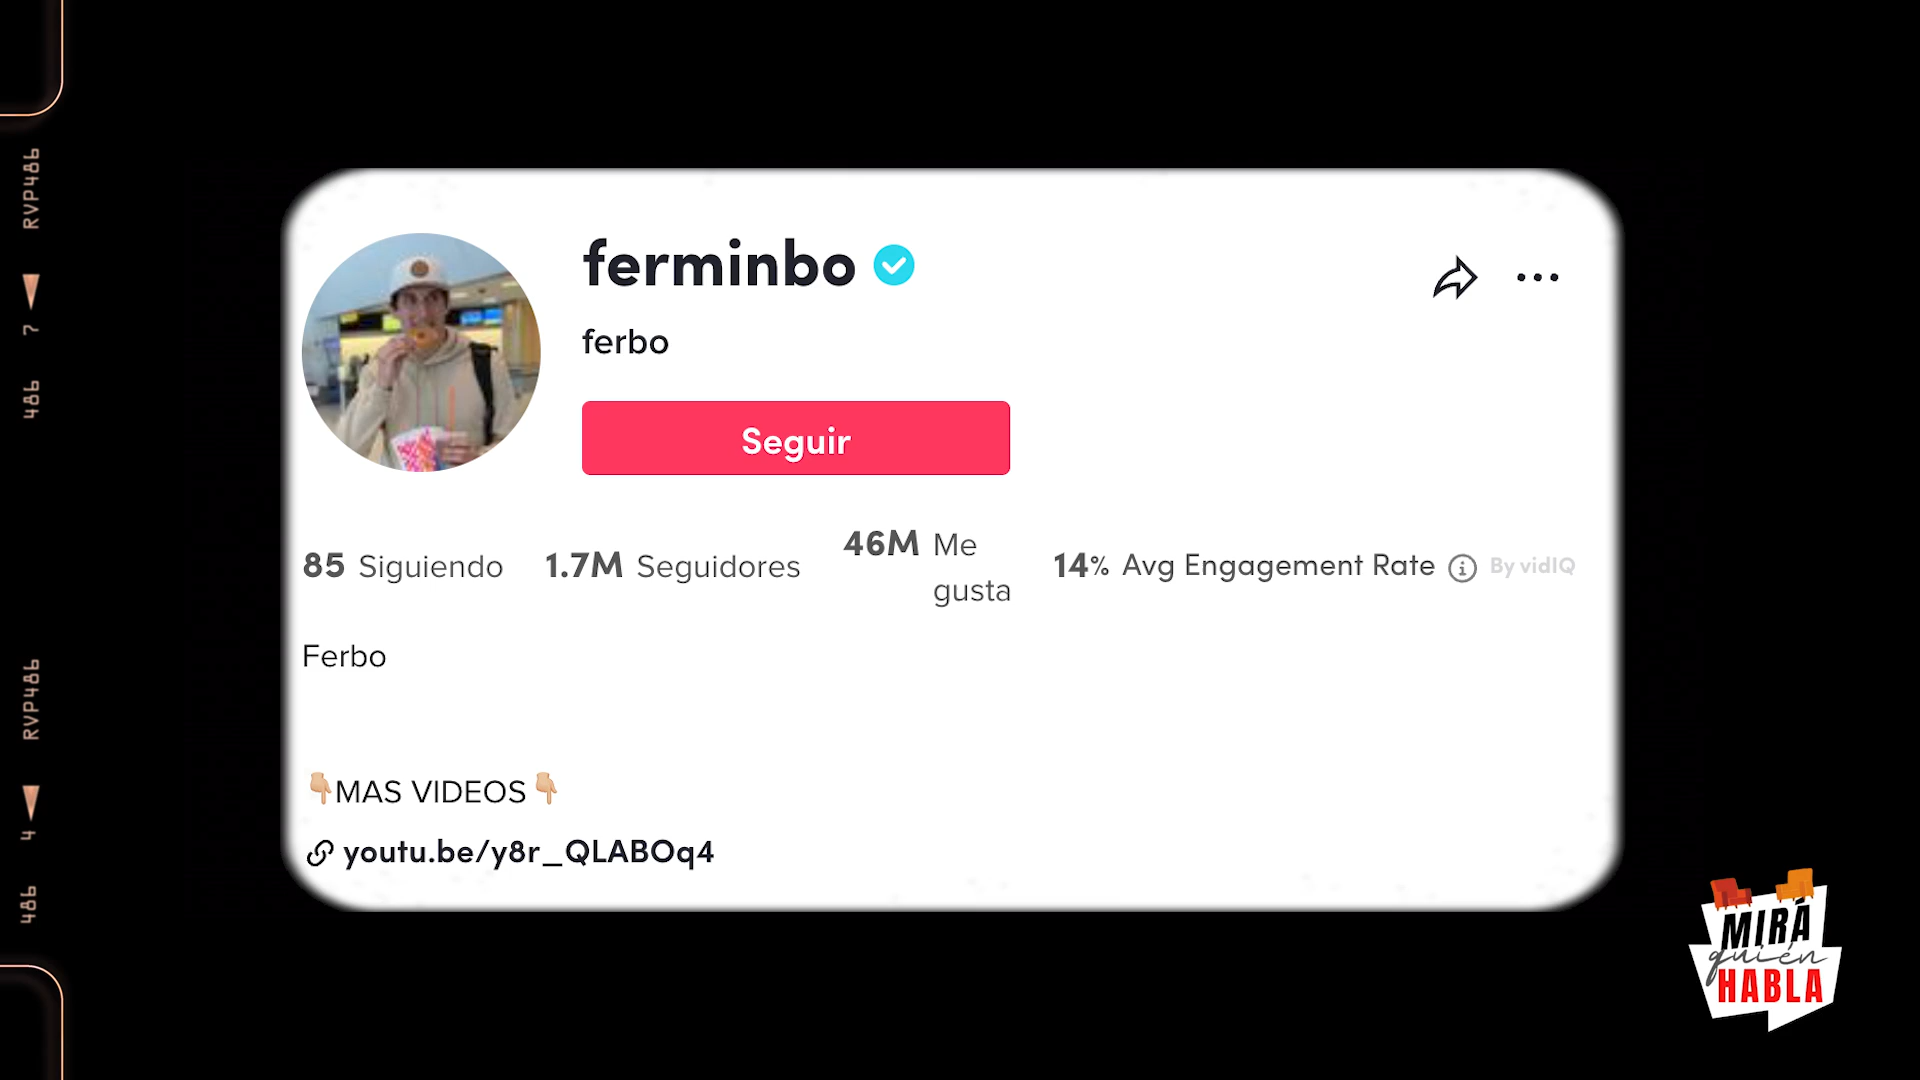 RVP486
7
486
RVP486
4
486
ferminbo
ferbo
Seguir
85 Siguiendo 1.7M Seguidores 46M Me gusta 14% Avg Engagement Rate By vidIQ
Ferbo
👇🏼MAS VIDEOS👇🏼
youtu.be/y8r_QLABOq4
MIRÁ
quién
HABLA